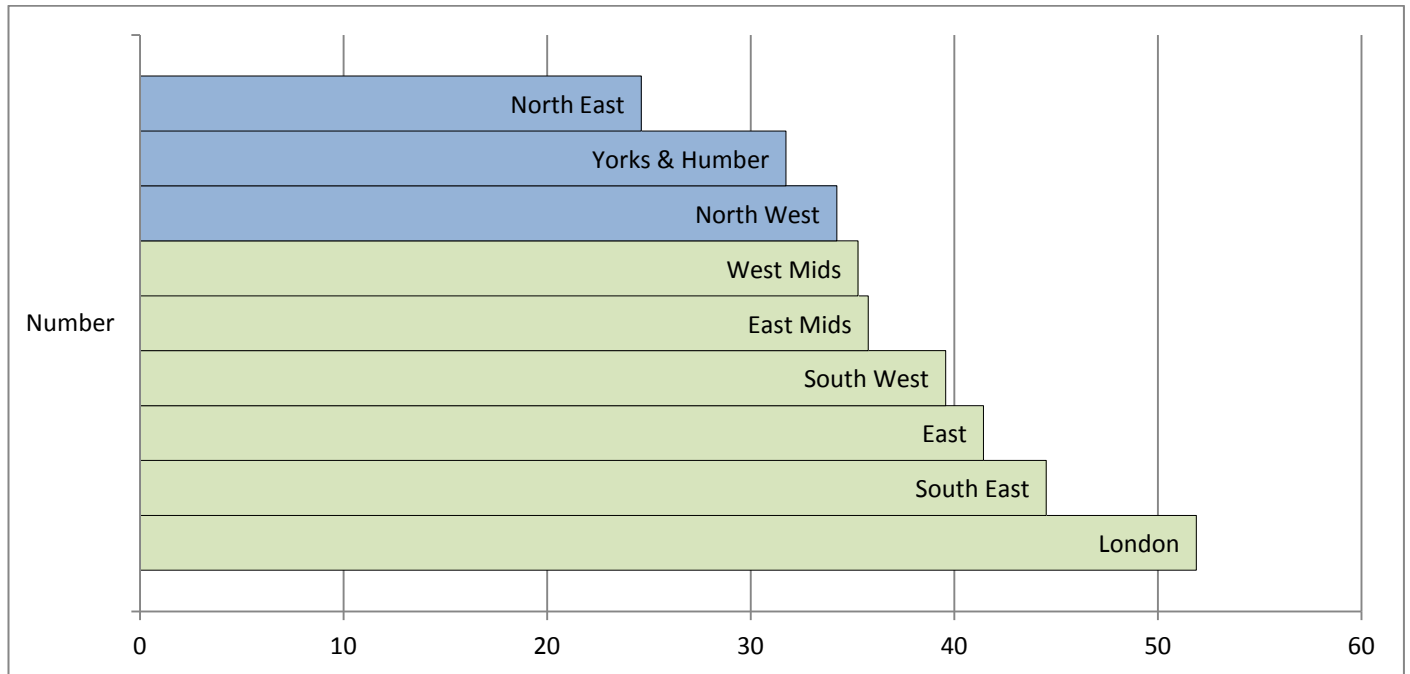 North East
Yorks & Humber
North West
West Mids
East Mids
Number
South West
East
South East
London
0 10 20 30 40 50 60